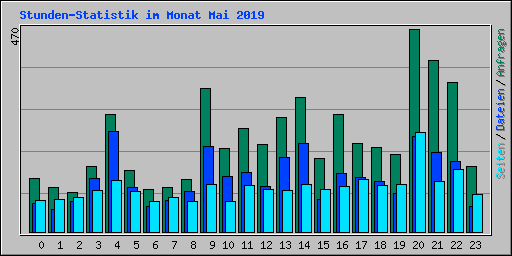 Stunden-Statistik im Monat Mai 2019
470
Seiten / Dateien / Anfragen
0 1 2 3 4 5 6 7 8 9 10 11 12 13 14 15 16 17 18 19 20 21 22 23